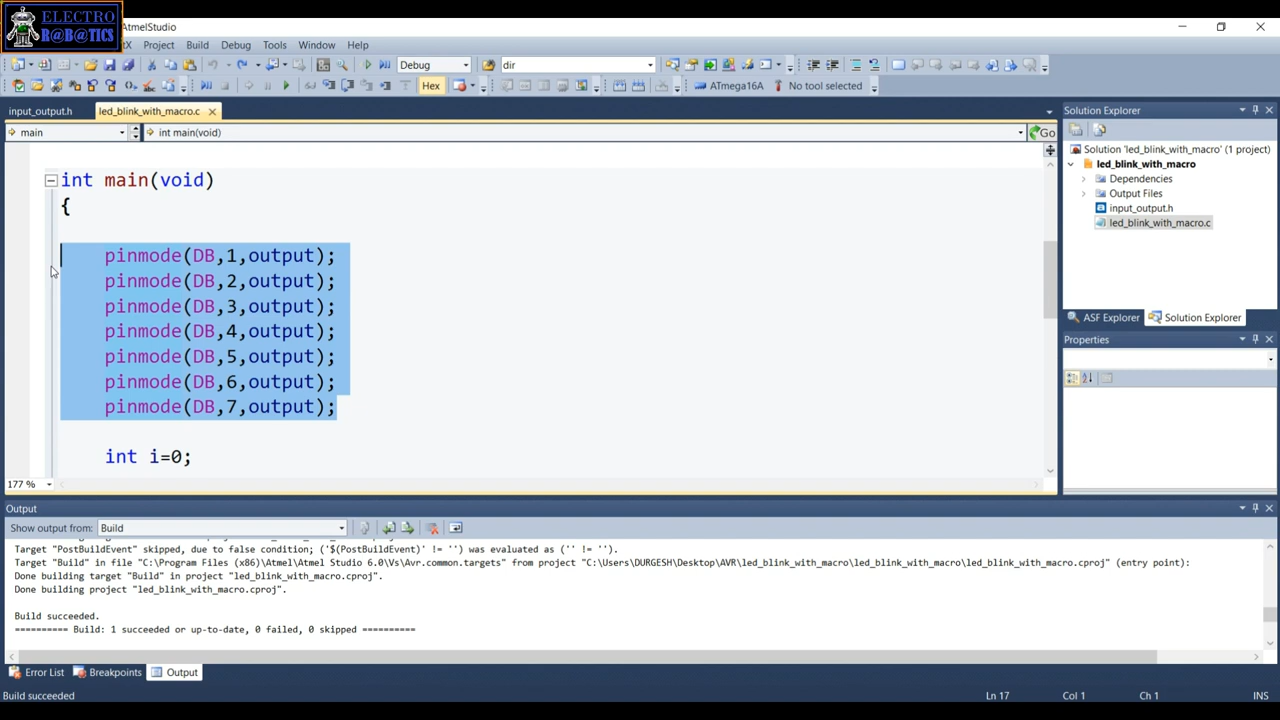 ELECTRO
R@B@TICS
AtmelStudio
Project Build Debug Tools Window Help
Debug dir
Hex ATmega16A No tool selected
input_output.h led_blink_with_macro.c
main int main(void) Go
int main(void)
{
pinmode(DB,1,output);
pinmode(DB,2,output);
pinmode(DB,3,output);
pinmode(DB,4,output);
pinmode(DB,5,output);
pinmode(DB,6,output);
pinmode(DB,7,output);
int i=0;
177 %
Solution Explorer
Solution 'led_blink_with_macro' (1 project)
led_blink_with_macro
Dependencies
Output Files
input_output.h
led_blink_with_macro.c
ASF Explorer Solution Explorer
Properties
Output
Show output from: Build
Target "PostBuildEvent" skipped, due to false condition; ('$(PostBuildEvent)' != '') was evaluated as ('' != '').
Target "Build" in file "C:\Program Files (x86)\Atmel\Atmel Studio 6.0\Vs\Avr.common.targets" from project "C:\Users\DURGESH\Desktop\AVR\led_blink_with_macro\led_blink_with_macro\led_blink_with_macro.cproj" (entry point):
Done building target "Build" in project "led_blink_with_macro.cproj".
Done building project "led_blink_with_macro.cproj".
Build succeeded.
========== Build: 1 succeeded or up-to-date, 0 failed, 0 skipped ==========
Error List Breakpoints Output
Build succeeded Ln 17 Col 1 Ch 1 INS